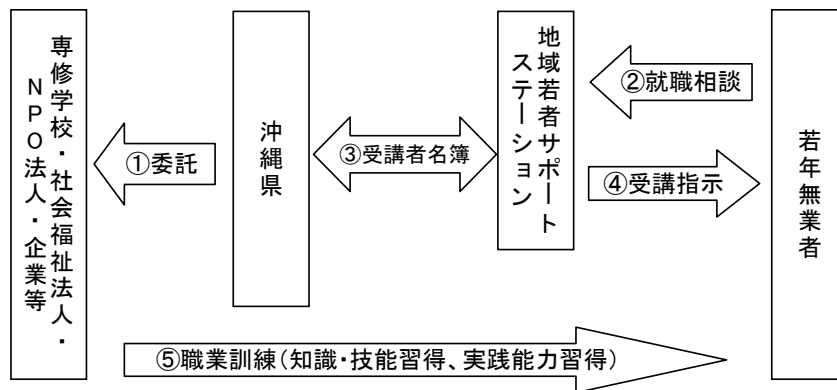 専修学校・社会福祉法人・
NPO法人・企業等
①委託
沖縄県
③受講者名簿
地域若者サポート
ステーション
②就職相談
④受講指示
若年無業者
⑤職業訓練（知識・技能習得、実践能力習得）